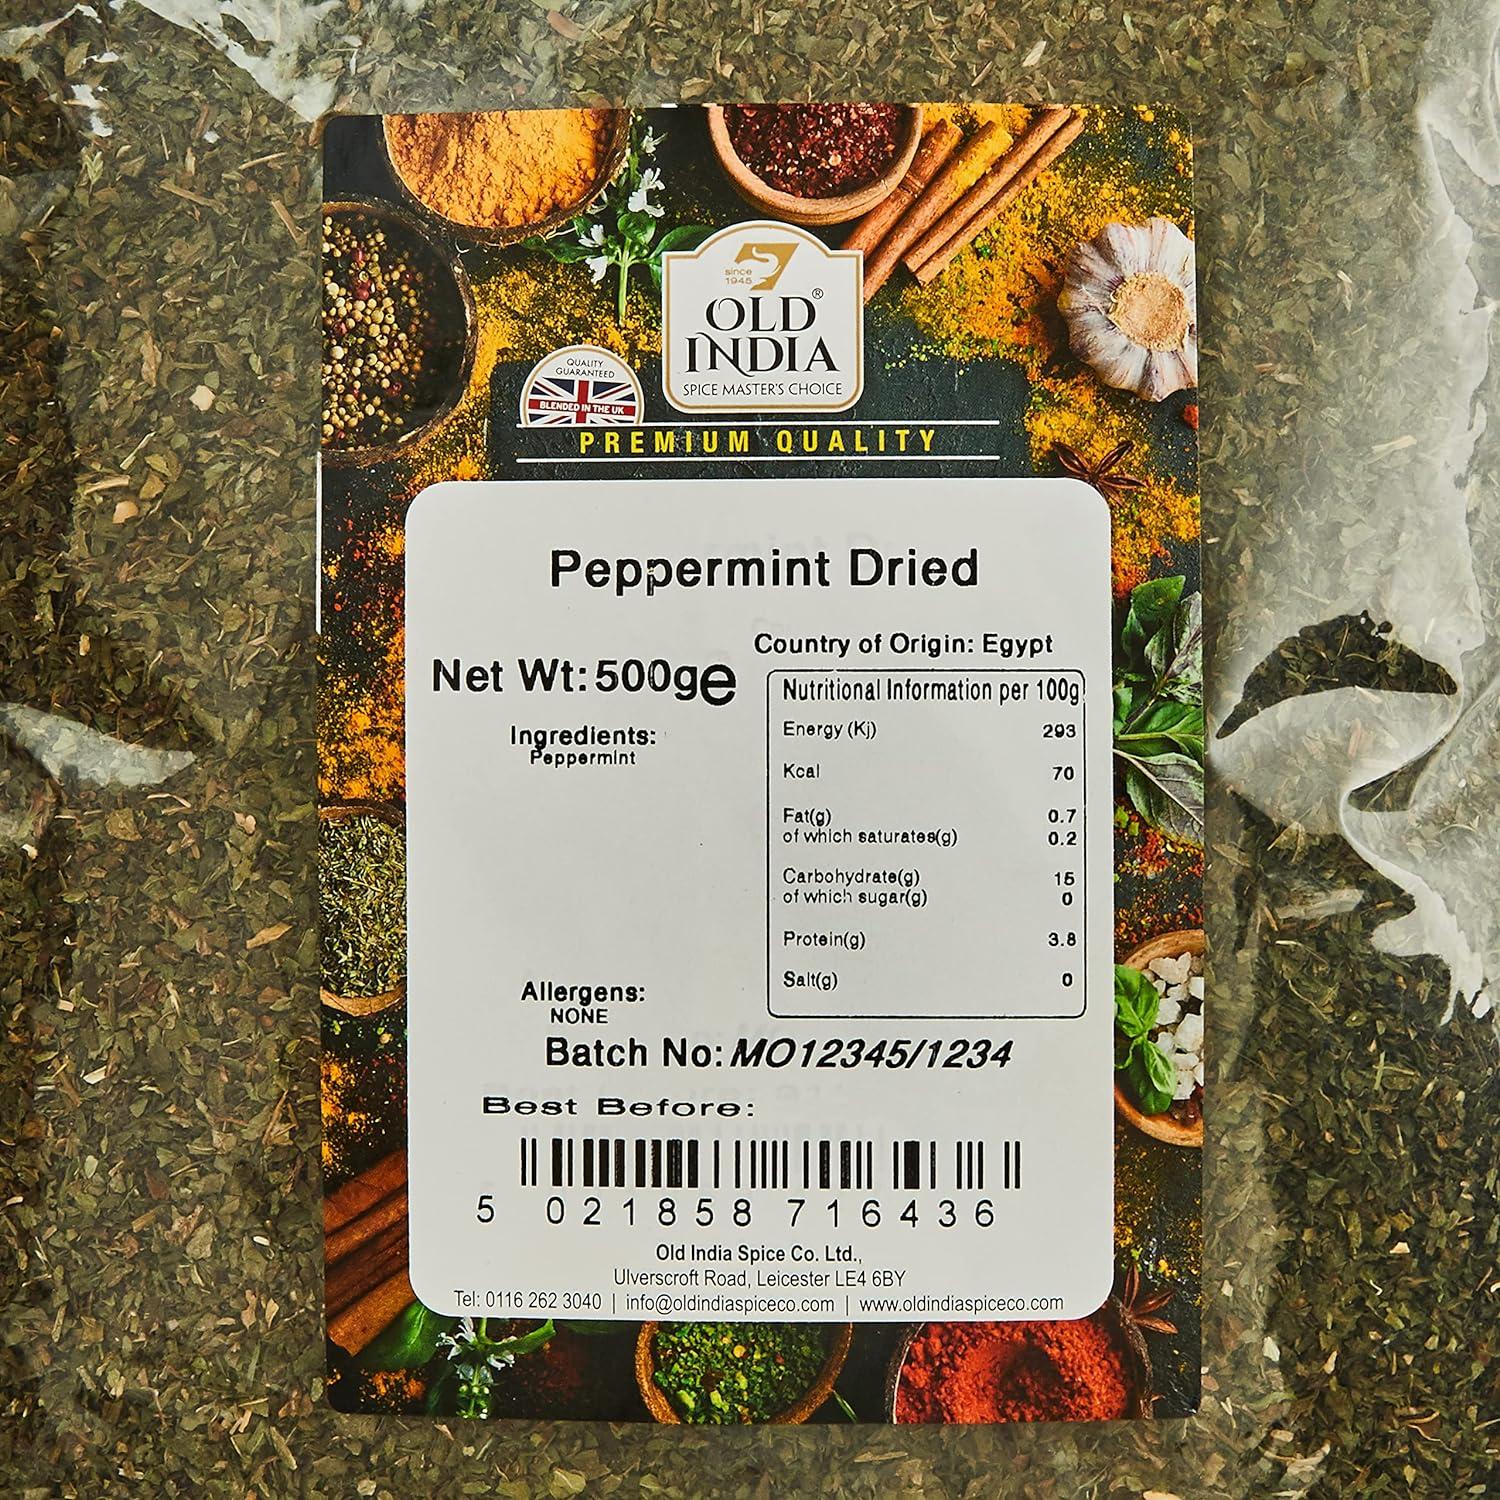 since
1945
OLD®
INDIA
SPICE MASTER'S CHOICE
QUALITY
GUARANTEED
BLENDED IN THE UK
PREMIUM QUALITY
Peppermint Dried
Country of Origin: Egypt
Net Wt: 500g℮
Nutritional Information per 100g
Energy (Kj) 293
Kcal 70
Fat(g) 0.7
of which saturates(g) 0.2
Carbohydrate(g) 15
of which sugar(g) 0
Protein(g) 3.8
Salt(g) 0
Ingredients:
Peppermint
Allergens:
NONE
Batch No: MO12345/1234
Best Before:
5 021858 716436
Old India Spice Co. Ltd.,
Ulverscroft Road, Leicester LE4 6BY
Tel: 0116 262 3040 | info@oldindiaspiceco.com | www.oldindiaspiceco.com